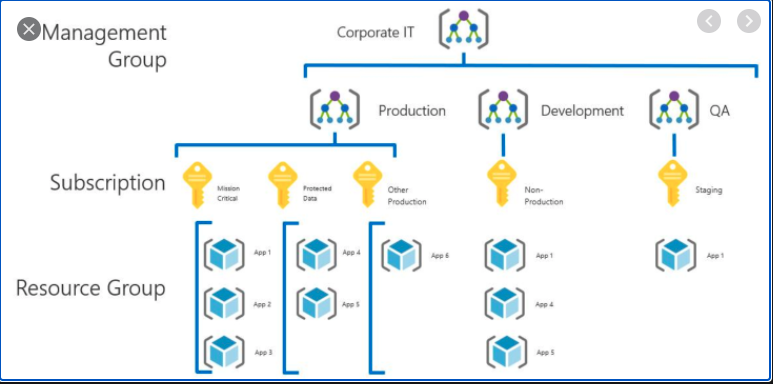 Management
Group
Corporate IT
Production
Development
QA
Subscription
Mission
Critical
Protected
Data
Other
Production
Non-
Production
Staging
Resource Group
App 1
App 2
App 3
App 4
App 5
App 6
App 1
App 4
App 5
App 1